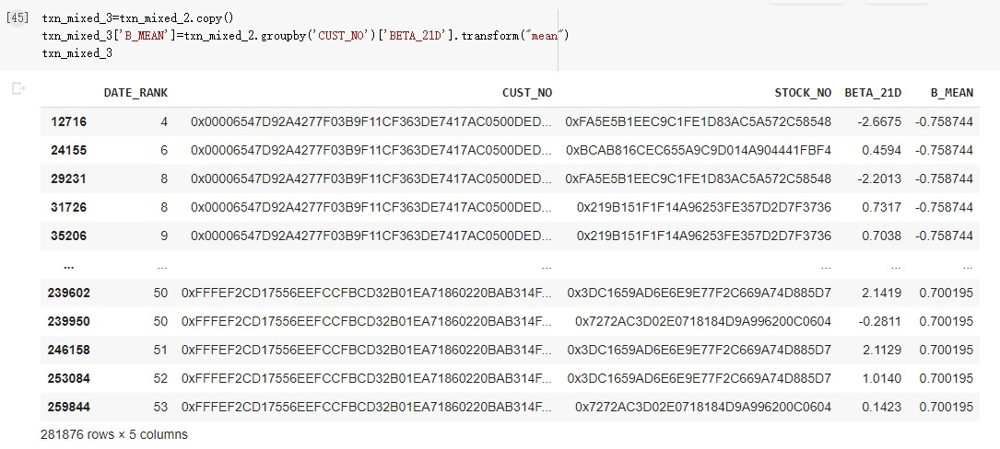 [45] txn_mixed_3=txn_mixed_2.copy()
txn_mixed_3['B_MEAN']=txn_mixed_2.groupby('CUST_NO')['BETA_21D'].transform("mean")
txn_mixed_3
DATE_RANK CUST_NO STOCK_NO BETA_21D B_MEAN
12716 4 0x00006547D92A4277F03B9F11CF363DE7417AC0500DED... 0xFA5E5B1EEC9C1FE1D83AC5A572C58548 -2.6675 -0.758744
24155 6 0x00006547D92A4277F03B9F11CF363DE7417AC0500DED... 0xBCAB816CEC655A9C9D014A904441FBF4 0.4594 -0.758744
29231 8 0x00006547D92A4277F03B9F11CF363DE7417AC0500DED... 0xFA5E5B1EEC9C1FE1D83AC5A572C58548 -2.2013 -0.758744
31726 8 0x00006547D92A4277F03B9F11CF363DE7417AC0500DED... 0x219B151F1F14A96253FE357D2D7F3736 0.7317 -0.758744
35206 9 0x00006547D92A4277F03B9F11CF363DE7417AC0500DED... 0x219B151F1F14A96253FE357D2D7F3736 0.7038 -0.758744
... ... ... ... ... ...
239602 50 0xFFFEF2CD17556EEFCCFBCD32B01EA71860220BAB314F... 0x3DC1659AD6E6E9E77F2C669A74D885D7 2.1419 0.700195
239950 50 0xFFFEF2CD17556EEFCCFBCD32B01EA71860220BAB314F... 0x7272AC3D02E0718184D9A996200C0604 -0.2811 0.700195
246158 51 0xFFFEF2CD17556EEFCCFBCD32B01EA71860220BAB314F... 0x3DC1659AD6E6E9E77F2C669A74D885D7 2.1129 0.700195
253084 52 0xFFFEF2CD17556EEFCCFBCD32B01EA71860220BAB314F... 0x3DC1659AD6E6E9E77F2C669A74D885D7 1.0140 0.700195
259844 53 0xFFFEF2CD17556EEFCCFBCD32B01EA71860220BAB314F... 0x7272AC3D02E0718184D9A996200C0604 0.1423 0.700195
281876 rows × 5 columns